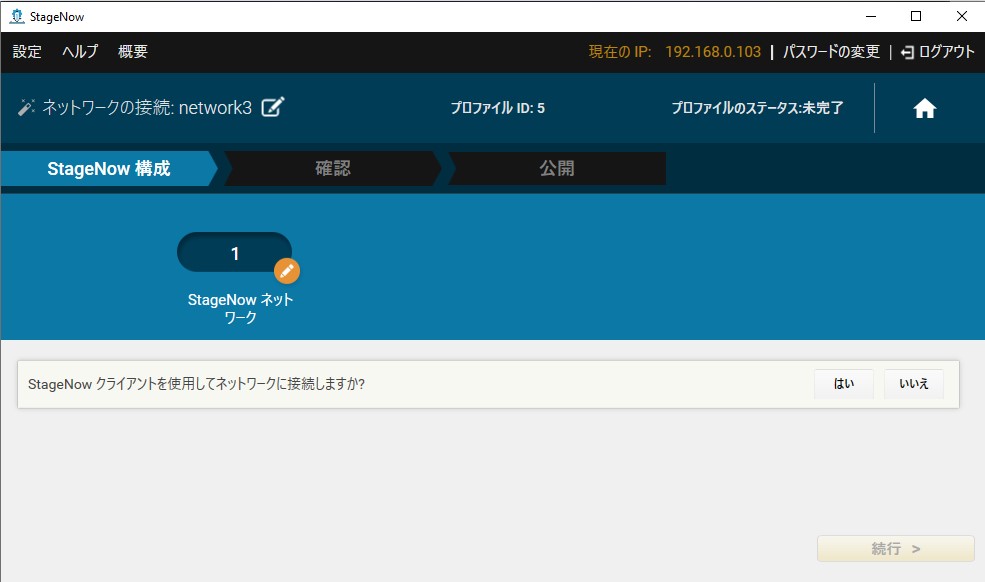 StageNow
設定 ヘルプ 概要 現在の IP: 192.168.0.103 | パスワードの変更 | ログアウト
ネットワークの接続: network3 プロファイル ID: 5 プロファイルのステータス:未完了
StageNow 構成 確認 公開
1
StageNow ネット
ワーク
StageNow クライアントを使用してネットワークに接続しますか? はい いいえ
続行 >